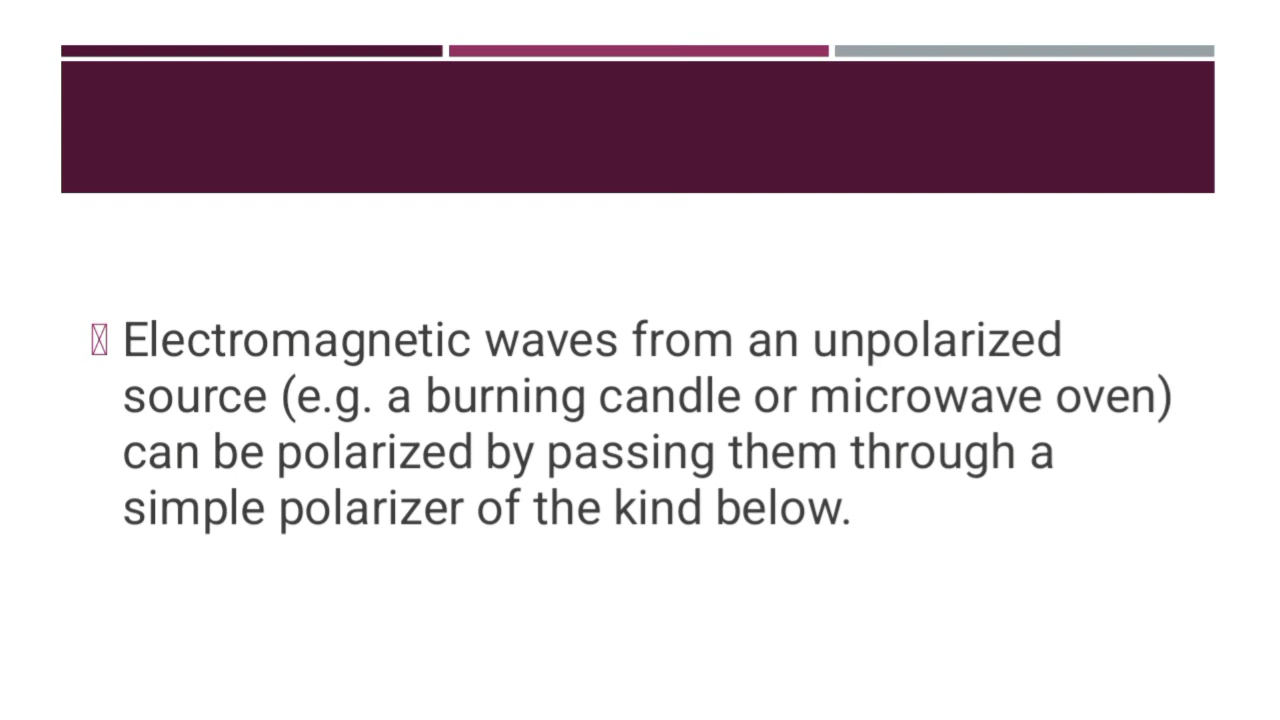 Electromagnetic waves from an unpolarized
source (e.g. a burning candle or microwave oven)
can be polarized by passing them through a
simple polarizer of the kind below.